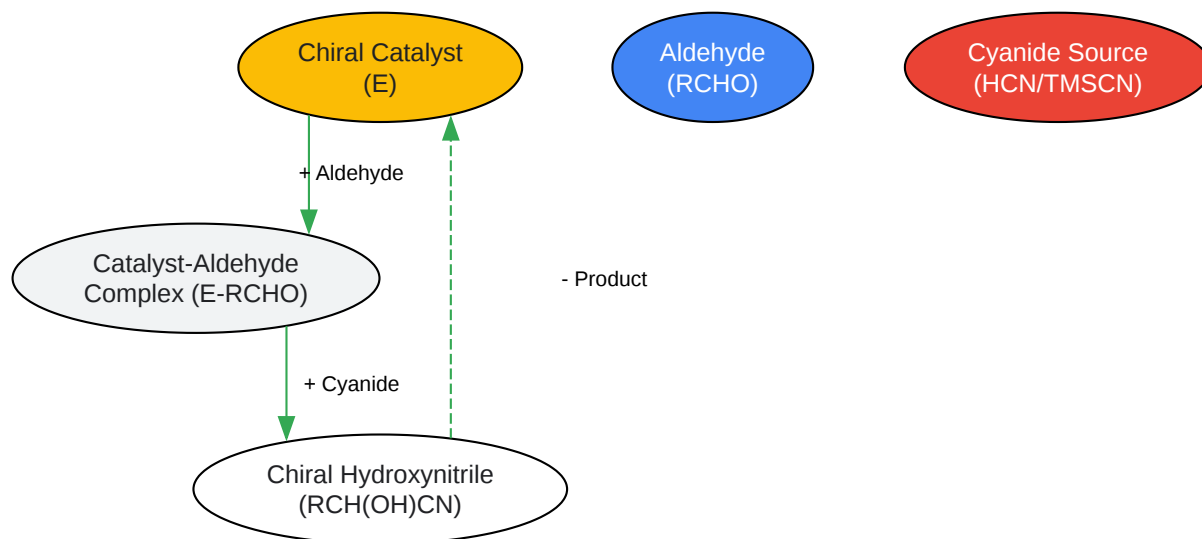 Chiral Catalyst
(E)
Aldehyde
(RCHO)
Cyanide Source
(HCN/TMSCN)
+ Aldehyde
Catalyst-Aldehyde
Complex (E-RCHO)
- Product
+ Cyanide
Chiral Hydroxynitrile
(RCH(OH)CN)